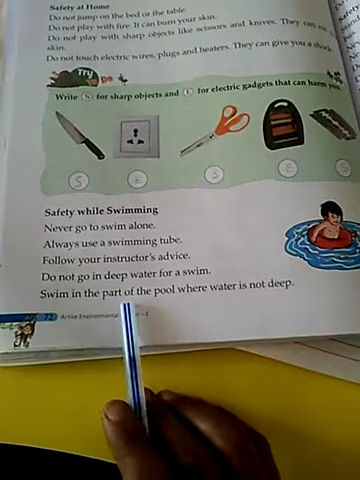 Safety at Home
Do not jump on the bed or the table.
Do not play with fire. It can burn your skin.
Do not play with sharp objects like scissors and knives. They can cut
skin.
Do not touch electric wires, plugs and heaters. They can give you a shock.
Try to Do
Write S for sharp objects and E for electric gadgets that can harm you.
S E S E S
Safety while Swimming
Never go to swim alone.
Always use a swimming tube.
Follow your instructor's advice.
Do not go in deep water for a swim.
Swim in the part of the pool where water is not deep.
72 Active Environmental